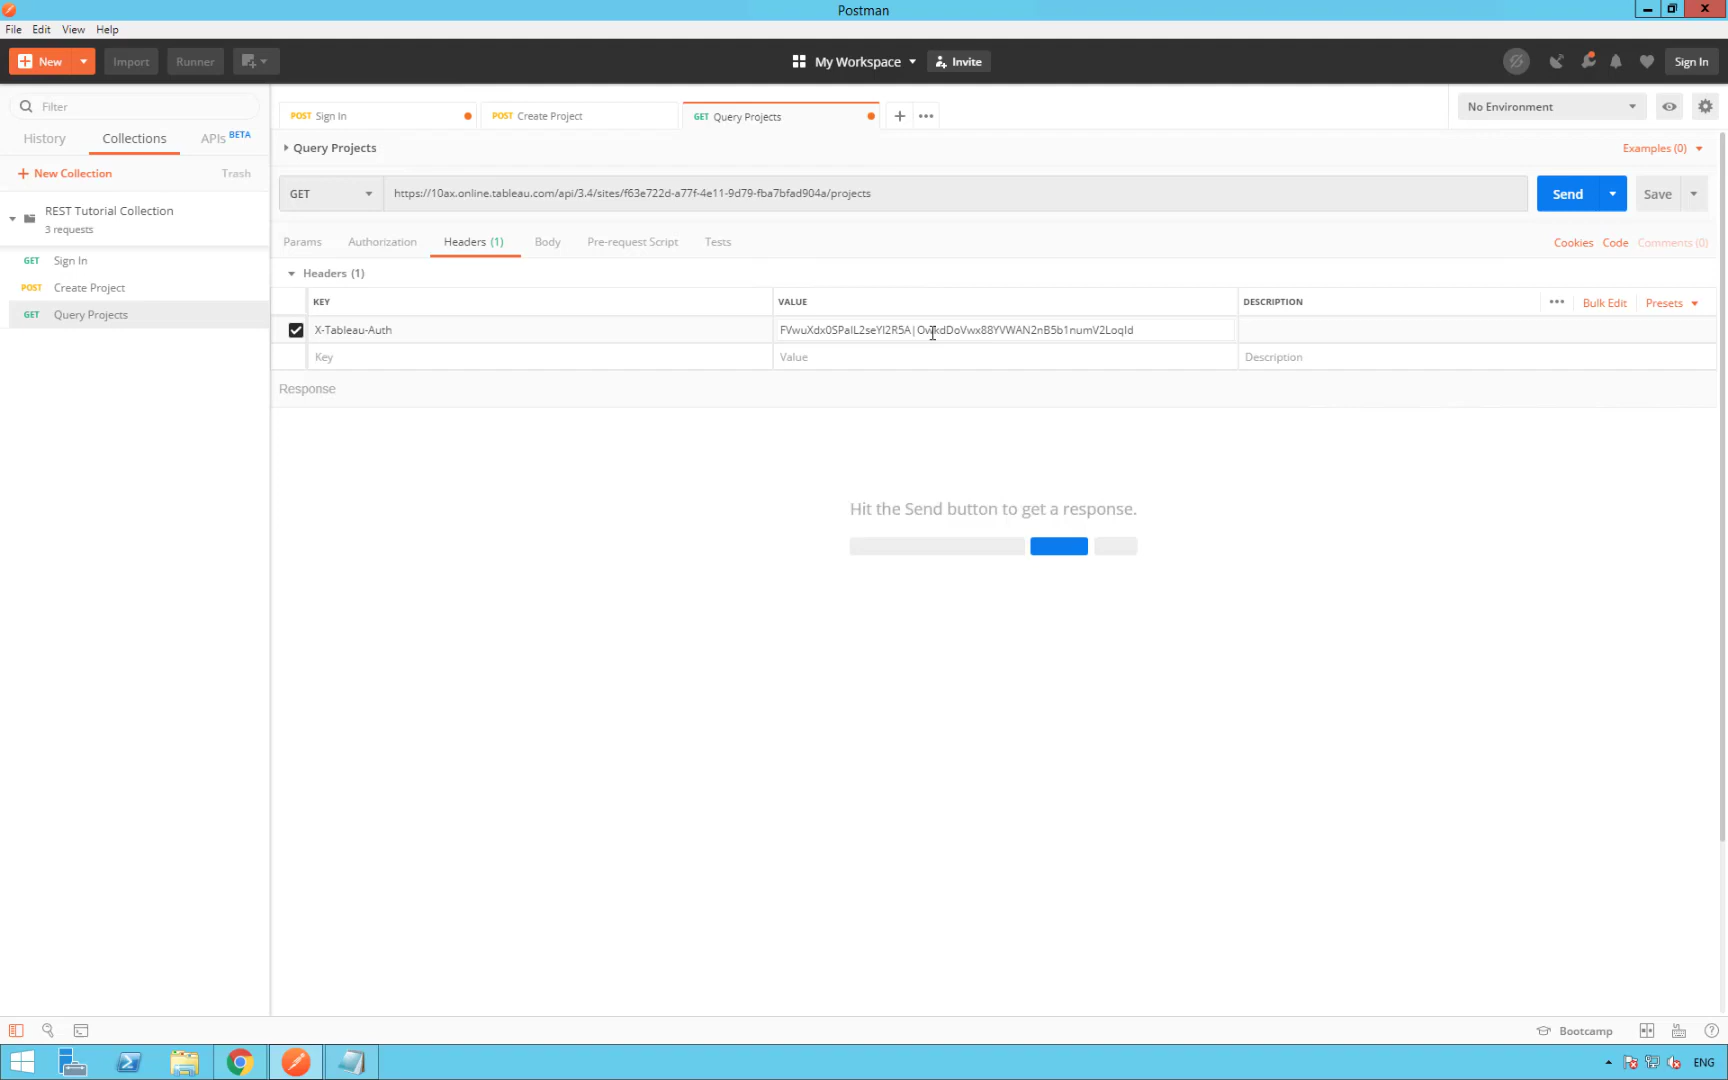 Postman
File Edit View Help
New Import Runner My Workspace Invite Sign In
Filter
History Collections APIs BETA
New Collection Trash
REST Tutorial Collection
3 requests
GET Sign In
POST Create Project
GET Query Projects
POST Sign In POST Create Project GET Query Projects No Environment
Query Projects Examples (0)
GET https://10ax.online.tableau.com/api/3.4/sites/f63e722d-a77f-4e11-9d79-fba7bfad904a/projects Send Save
Params Authorization Headers (1) Body Pre-request Script Tests Cookies Code Comments (0)
Headers (1)
KEY VALUE DESCRIPTION Bulk Edit Presets
X-Tableau-Auth
Key Value Description
Response
Hit the Send button to get a response.
Bootcamp
ENG